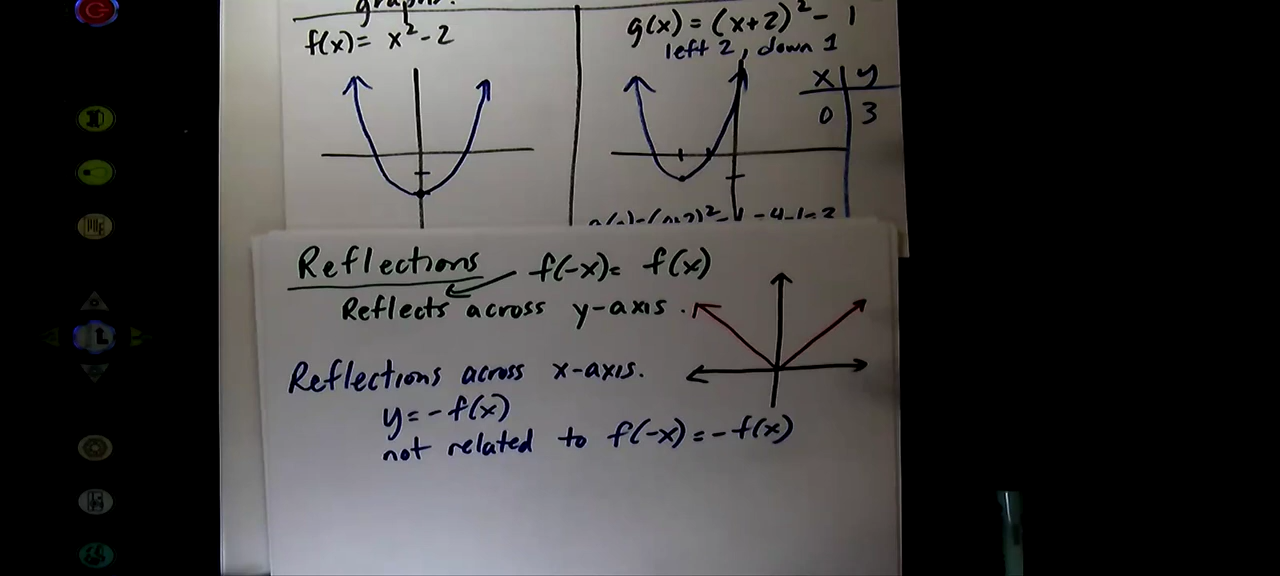 graphs.
f(x) = x² - 2
g(x) = (x+2)² - 1
left 2, down 1
x y
0 3
Reflections f(-x) = f(x)
Reflects across y-axis.
Reflections across x-axis.
y = -f(x)
not related to f(-x) = -f(x)